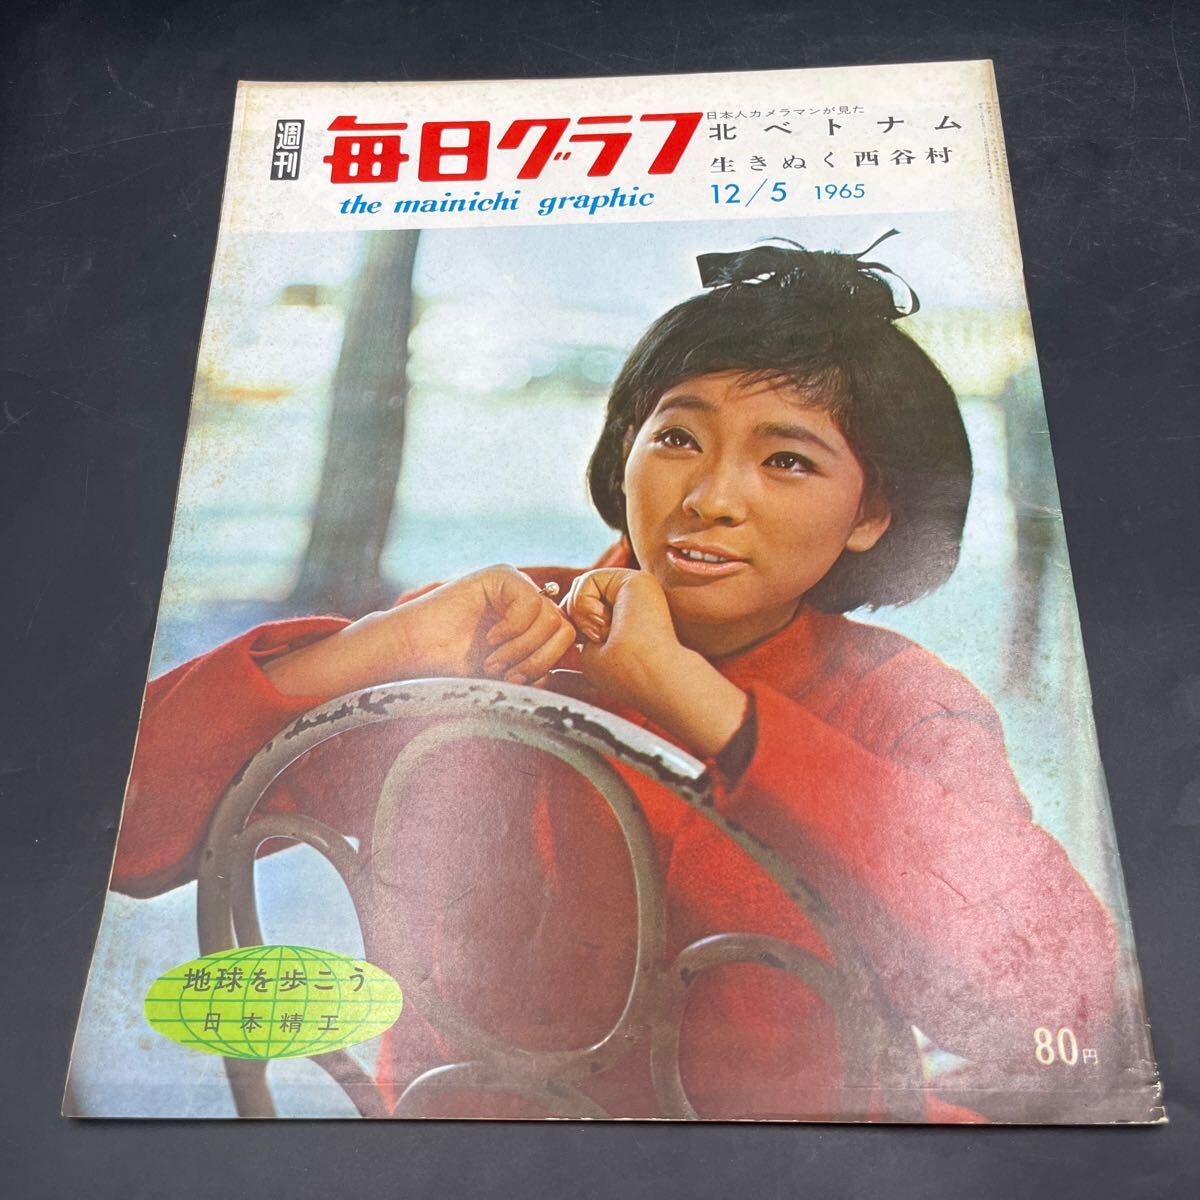 週刊
毎日グラフ
the mainichi graphic
日本人カメラマンが見た
北ベトナム
生きぬく西谷村
12/5 1965
地球を歩こう
日本精工
80円